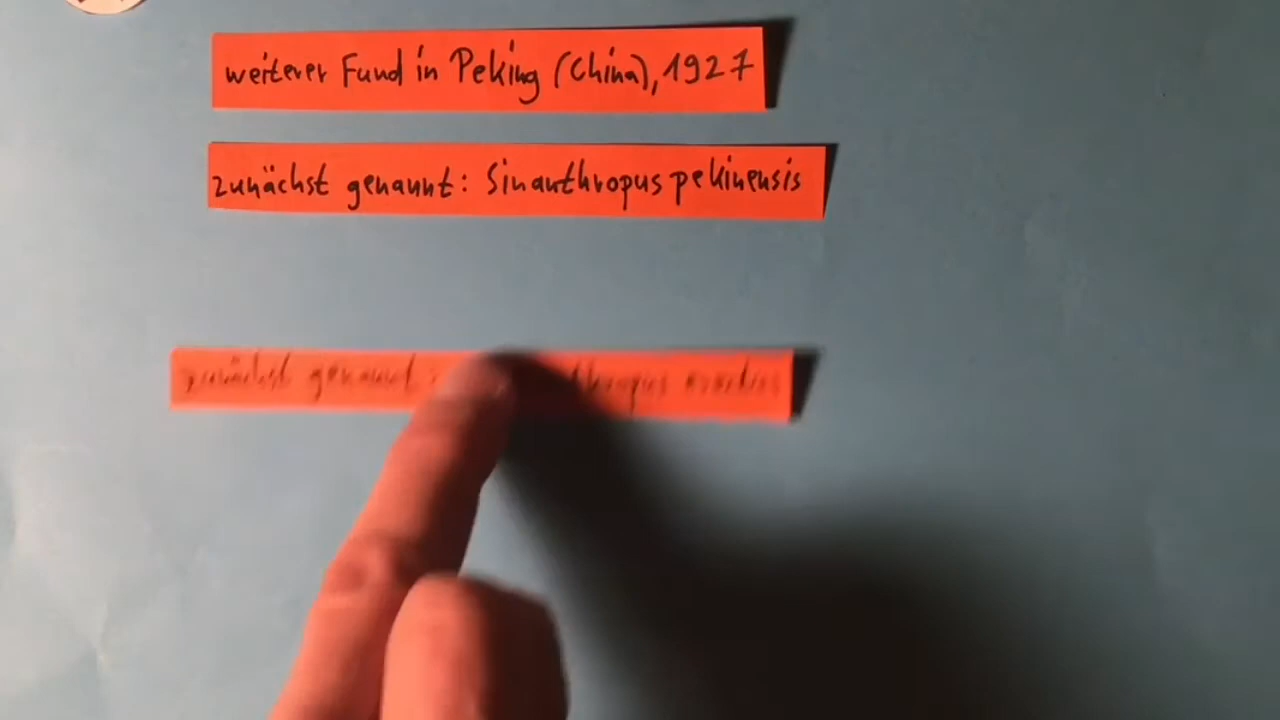 weiterer Fund in Peking (China), 1927
zunächst genannt: Sinanthropus pekinensis
zunächst genannt: